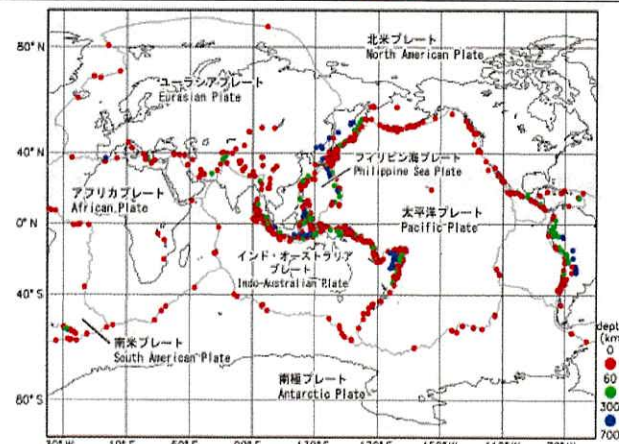 80°N
北米プレート
North American Plate
ユーラシアプレート
Eurasian Plate
40°N
フィリピン海プレート
Philippine Sea Plate
アフリカプレート
African Plate
太平洋プレート
Pacific Plate
0°N
インド・オーストラリア
プレート
Indo-Australian Plate
40°S
南米プレート
South American Plate
南極プレート
Antarctic Plate
depth
(km)
0
60
300
700